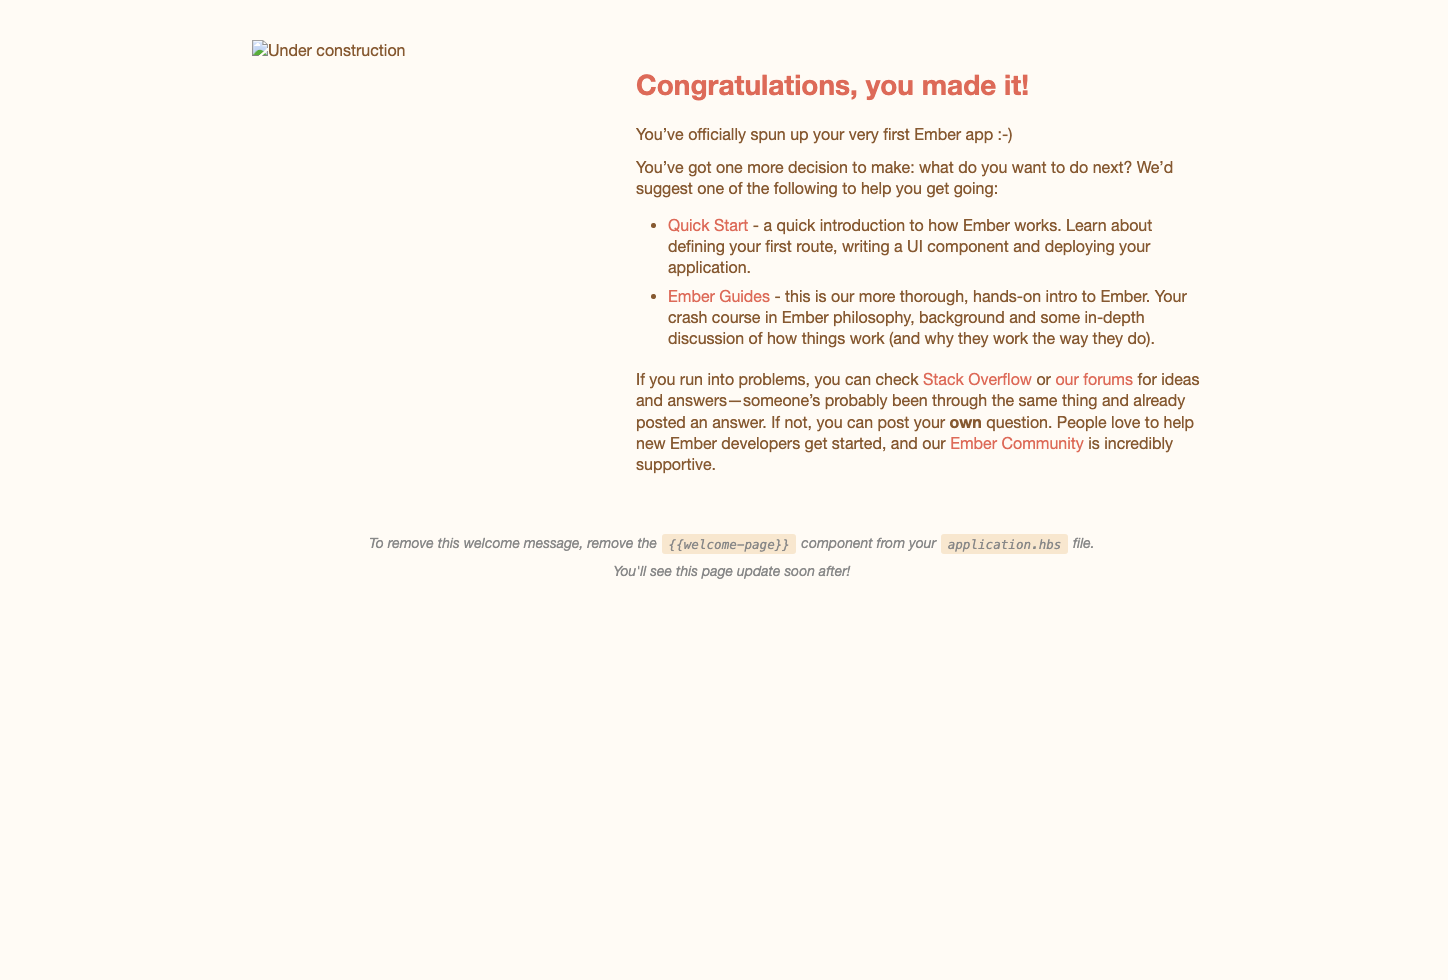 Under construction
Congratulations, you made it!
You’ve officially spun up your very first Ember app :-)
You’ve got one more decision to make: what do you want to do next? We’d
suggest one of the following to help you get going:
• Quick Start - a quick introduction to how Ember works. Learn about
defining your first route, writing a UI component and deploying your
application.
• Ember Guides - this is our more thorough, hands-on intro to Ember. Your
crash course in Ember philosophy, background and some in-depth
discussion of how things work (and why they work the way they do).
If you run into problems, you can check Stack Overflow or our forums for ideas
and answers—someone’s probably been through the same thing and already
posted an answer. If not, you can post your own question. People love to help
new Ember developers get started, and our Ember Community is incredibly
supportive.
To remove this welcome message, remove the {{welcome-page}} component from your application.hbs file.
You'll see this page update soon after!